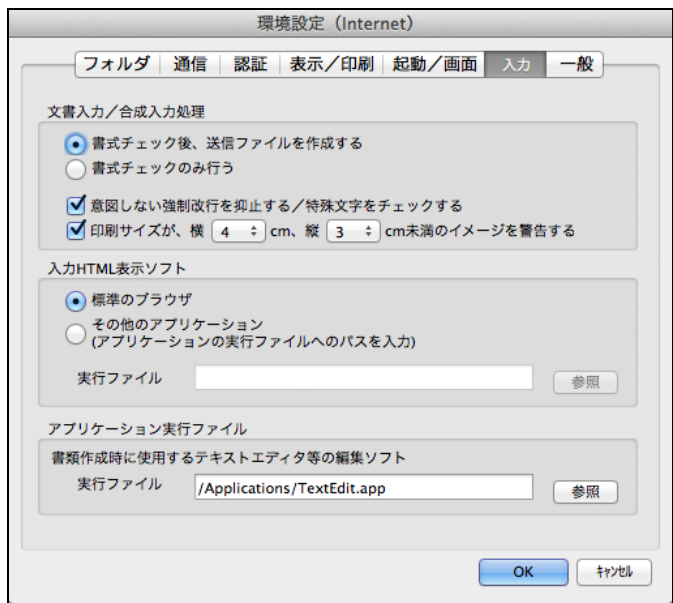 環境設定（Internet）
フォルダ 通信 認証 表示／印刷 起動／画面 入力 一般
文書入力／合成入力処理
書式チェック後、送信ファイルを作成する
書式チェックのみ行う
意図しない強制改行を抑止する／特殊文字をチェックする
印刷サイズが、横 4 cm、縦 3 cm未満のイメージを警告する
入力HTML表示ソフト
標準のブラウザ
その他のアプリケーション
(アプリケーションの実行ファイルへのパスを入力)
実行ファイル 参照
アプリケーション実行ファイル
書類作成時に使用するテキストエディタ等の編集ソフト
実行ファイル /Applications/TextEdit.app 参照
OK ｷｬﾝｾﾙ